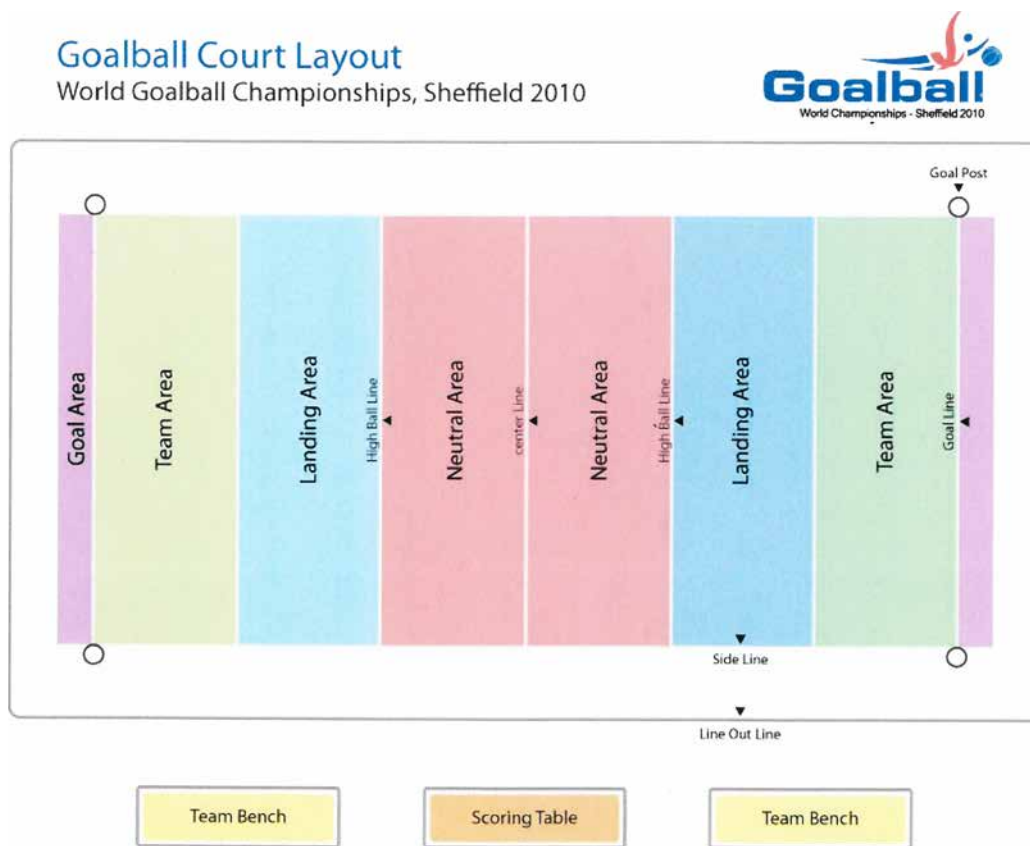 Goalball Court Layout
World Goalball Championships, Sheffield 2010
Goalball
World Championships - Sheffield 2010
Goal Post
Goal Area
Team Area
Landing Area
High Ball Line
Neutral Area
center Line
Neutral Area
High Ball Line
Landing Area
Team Area
Goal Line
Side Line
Line Out Line
Team Bench
Scoring Table
Team Bench